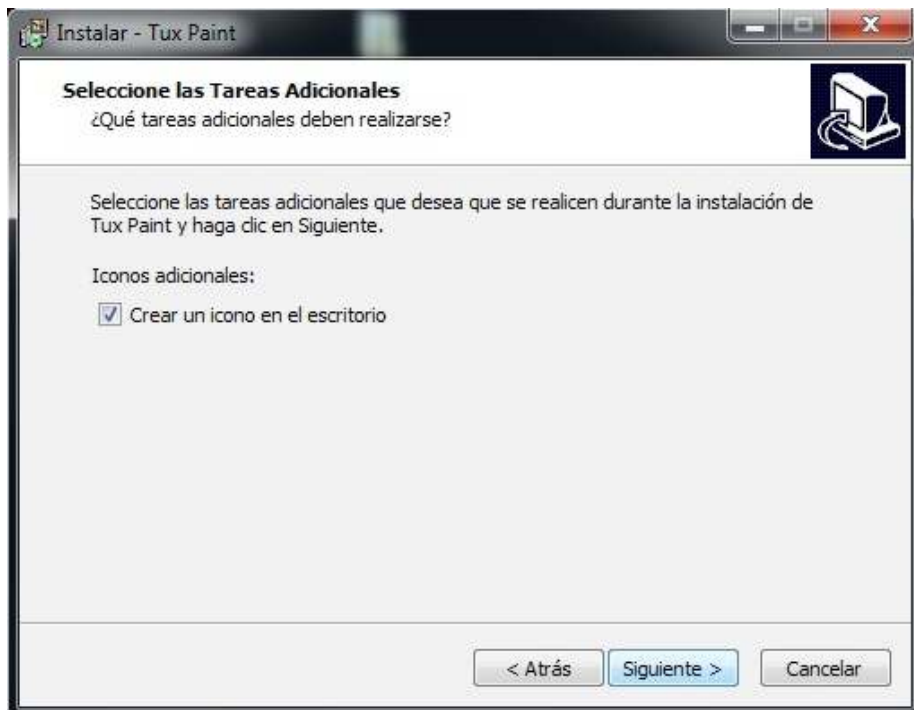 Instalar - Tux Paint
Seleccione las Tareas Adicionales
¿Qué tareas adicionales deben realizarse?
Seleccione las tareas adicionales que desea que se realicen durante la instalación de
Tux Paint y haga clic en Siguiente.
Iconos adicionales:
Crear un icono en el escritorio
< Atrás Siguiente > Cancelar